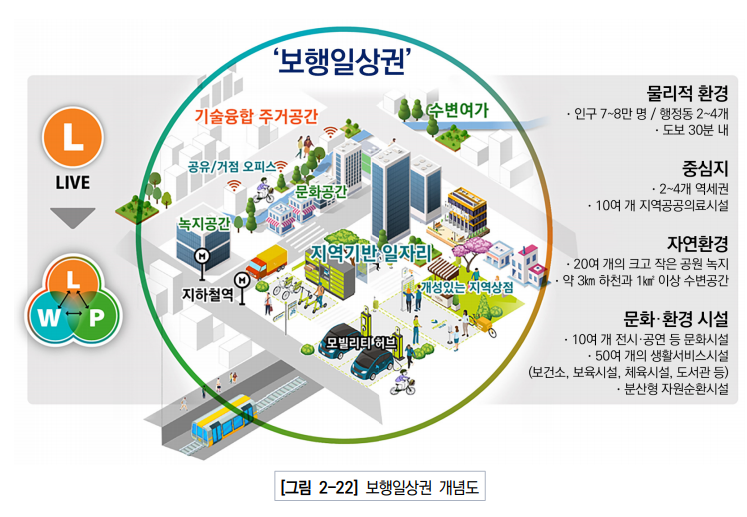 '보행일상권'
기술융합 주거공간
수변여가
공유/거점 오피스
문화공간
녹지공간
M
지하철역
M
지역기반 일자리
개성있는 지역상점
모빌리티 허브
L
LIVE
L
W P
물리적 환경
· 인구 7~8만 명 / 행정동 2~4개
· 도보 30분 내
중심지
· 2~4개 역세권
· 10여 개 지역공공의료시설
자연환경
· 20여 개의 크고 작은 공원 녹지
· 약 3㎞ 하천과 1㎢ 이상 수변공간
문화·환경 시설
· 10여 개 전시·공연 등 문화시설
· 50여 개의 생활서비스시설
(보건소, 보육시설, 체육시설, 도서관 등)
· 분산형 자원순환시설
[그림 2-22] 보행일상권 개념도